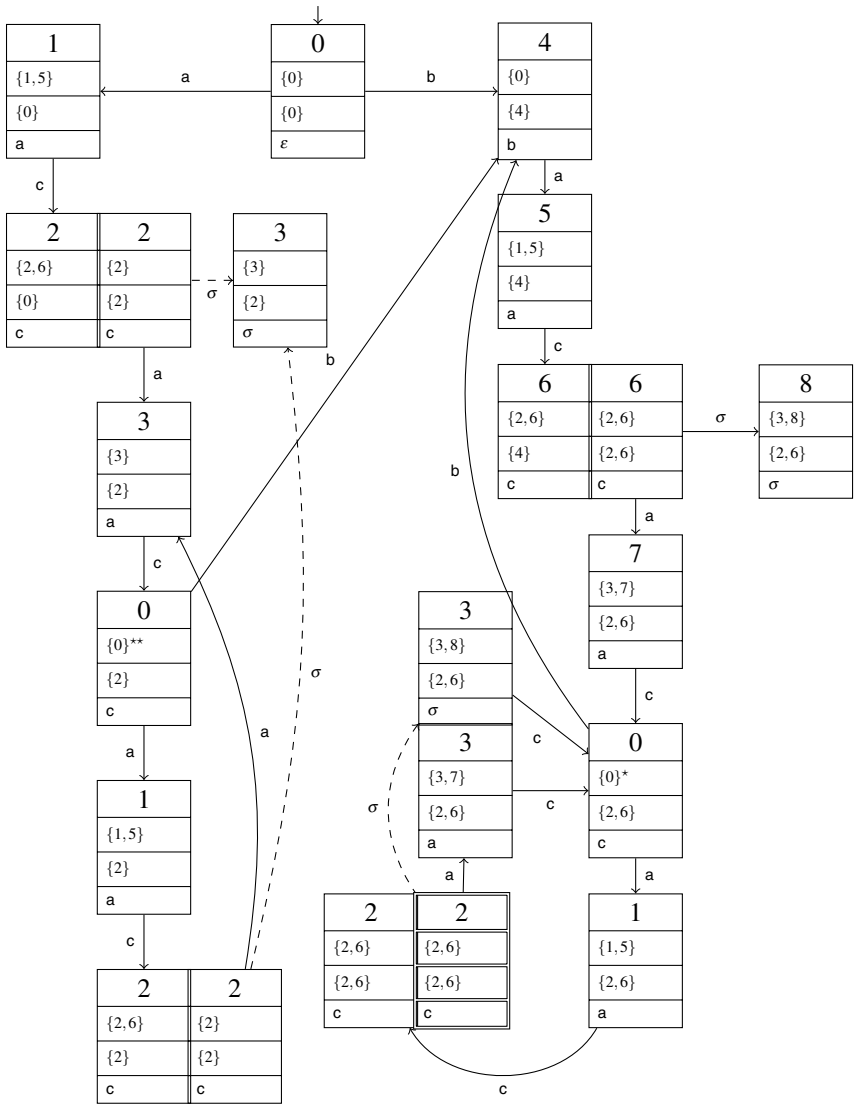 1
{1,5}
{0}
a
a
0
{0}
{0}
ε
b
4
{0}
{4}
b
c
a
2 2
{2,6} {2}
{0} {2}
c c
σ
3
{3}
{2}
σ
5
{1,5}
{4}
a
b
a
c
3
{3}
{2}
a
6 6
{2,6} {2,6}
{4} {2,6}
c c
σ
8
{3,8}
{2,6}
σ
b
a
c
7
{3,7}
{2,6}
a
0
{0}**
{2}
c
3
{3,8}
{2,6}
σ
σ
c
a
a
c
3
{3,7}
{2,6}
a
c
0
{0}*
{2,6}
c
1
{1,5}
{2}
a
σ
a
a
2 2
{2,6} {2,6}
{2,6} {2,6}
c c
1
{1,5}
{2,6}
a
c
2 2
{2,6} {2}
{2} {2}
c c
c